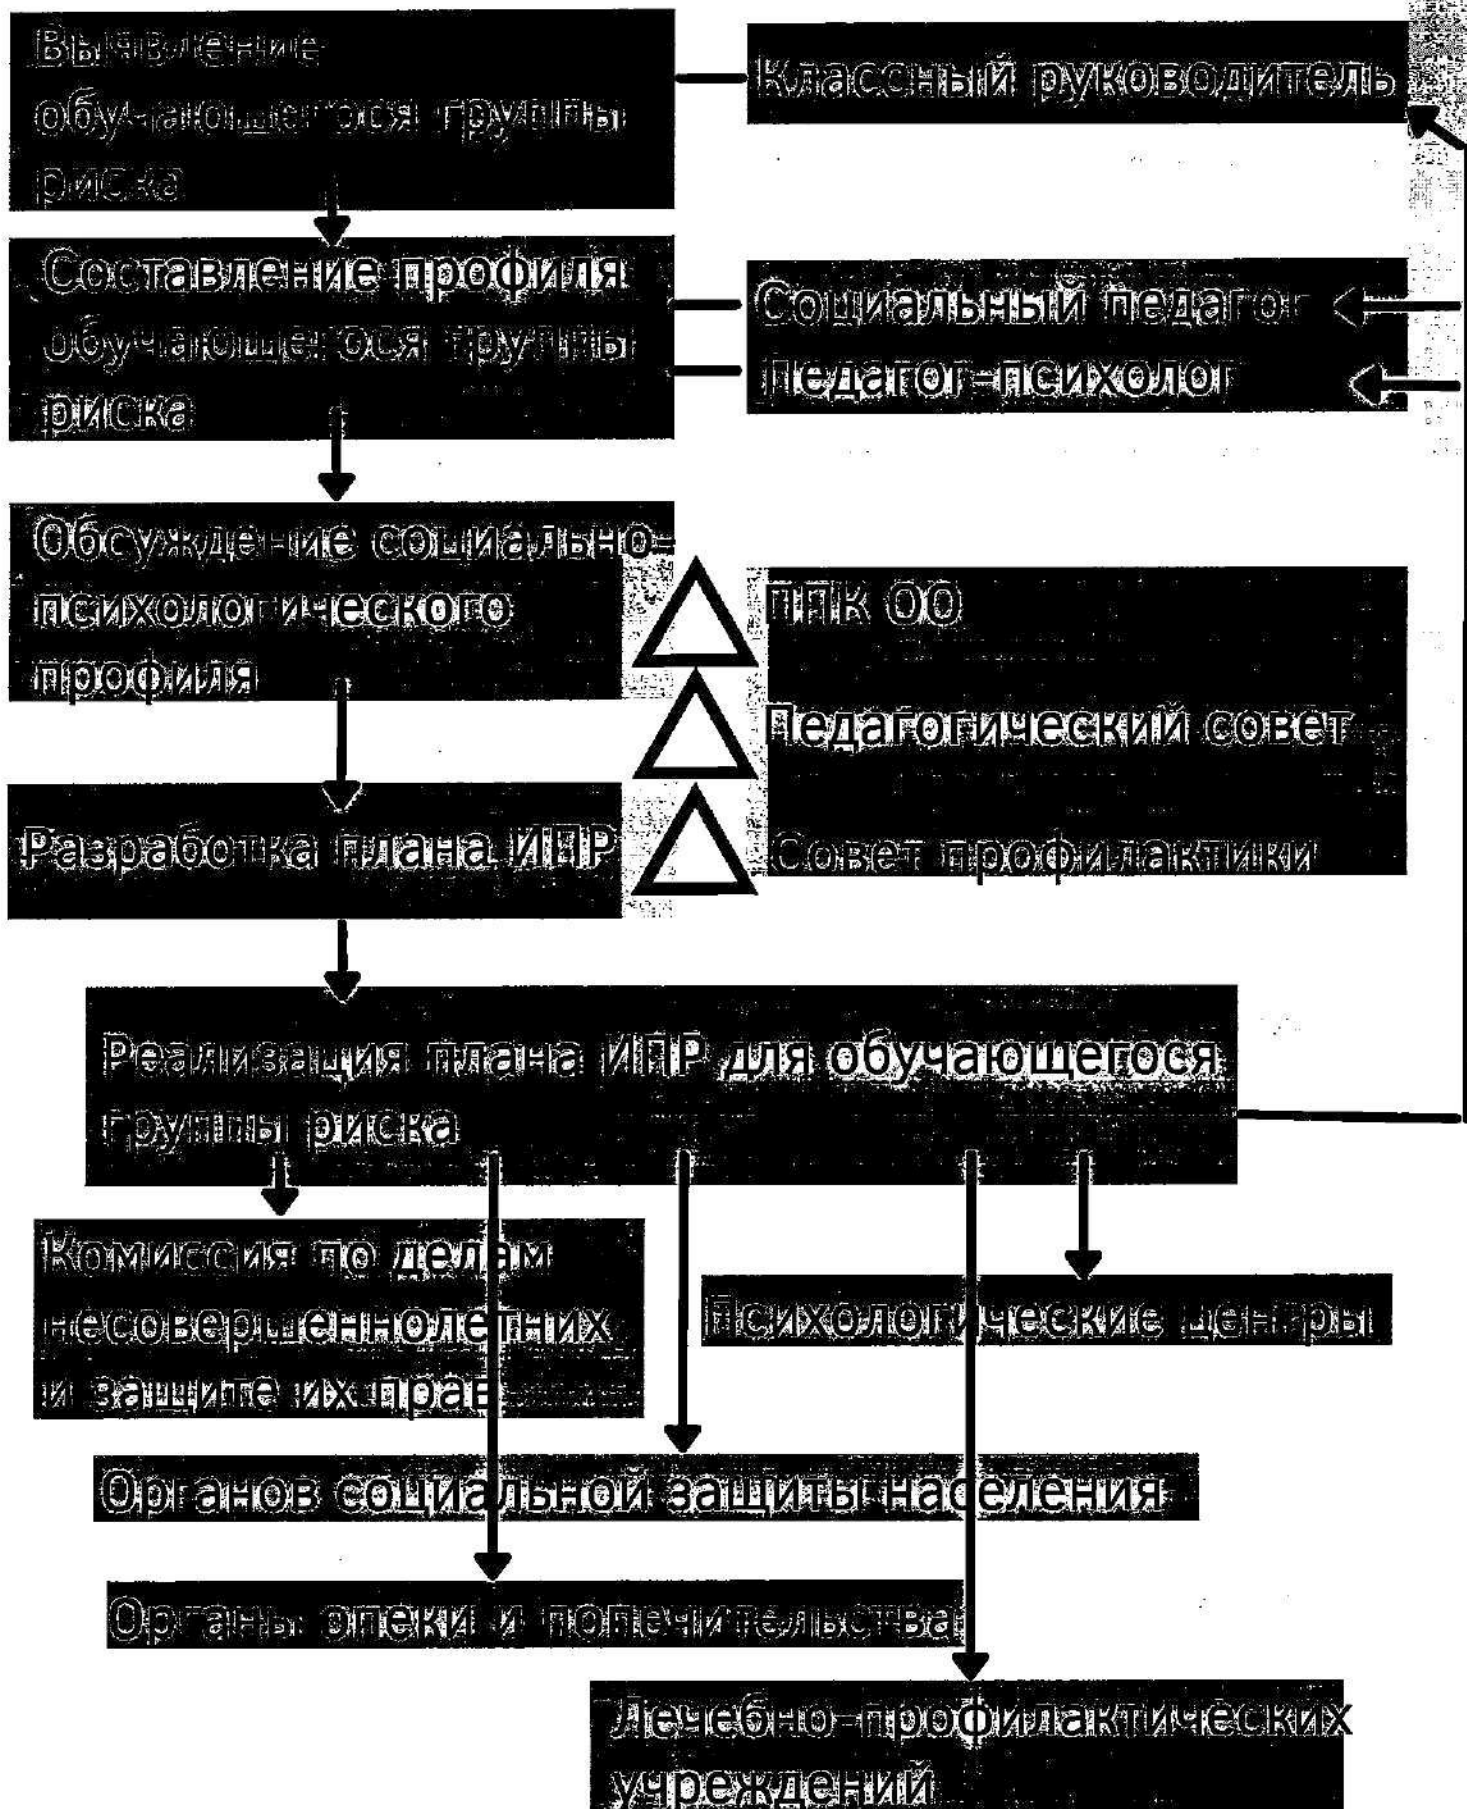 Выявление
обучающегося группы
риска
Классный руководитель
Составление профиля
обучающегося группы
риска
Социальный педагог
Педагог-психолог
Обсуждение социально-
психологического
профиля
ППК ОО
Педагогический совет
Совет профилактики
Разработка плана ИПР
Реализация плана ИПР для обучающегося
группы риска
Комиссия по делам
несовершеннолетних
и защите их прав
Психологические центры
Органов социальной защиты населения
Органы опеки и попечительства
Лечебно-профилактических
учреждений